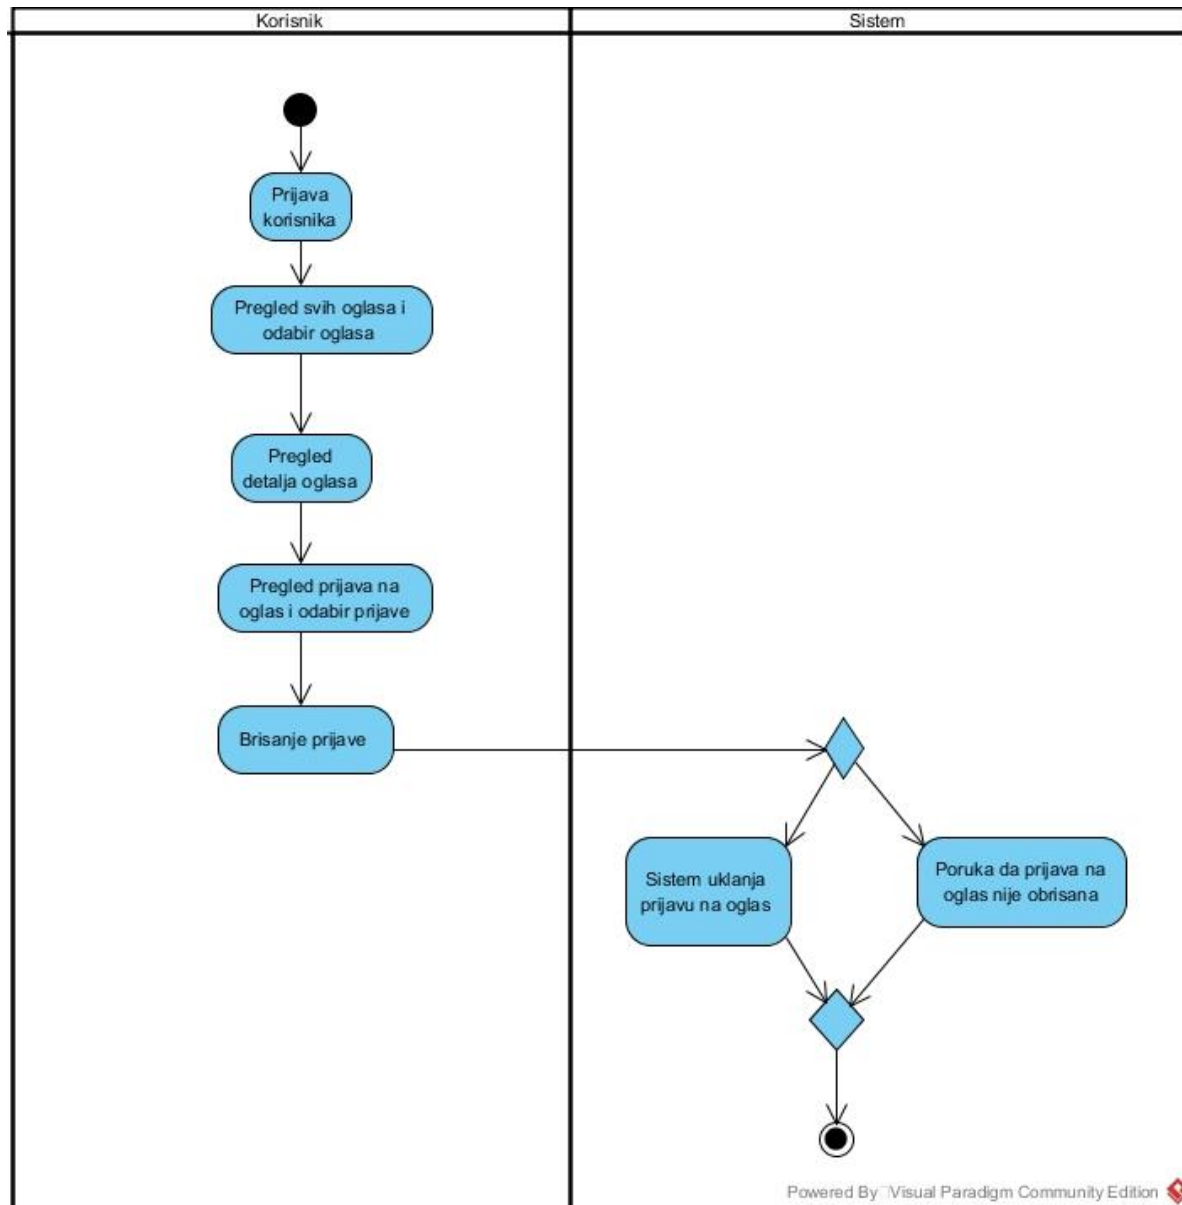 Korisnik
Sistem
Prijava
korisnika
Pregled svih oglasa i
odabir oglasa
Pregled
detalja oglasa
Pregled prijava na
oglas i odabir prijave
Brisanje prijave
Sistem uklanja
prijavu na oglas
Poruka da prijava na
oglas nije obrisana
Powered By Visual Paradigm Community Edition